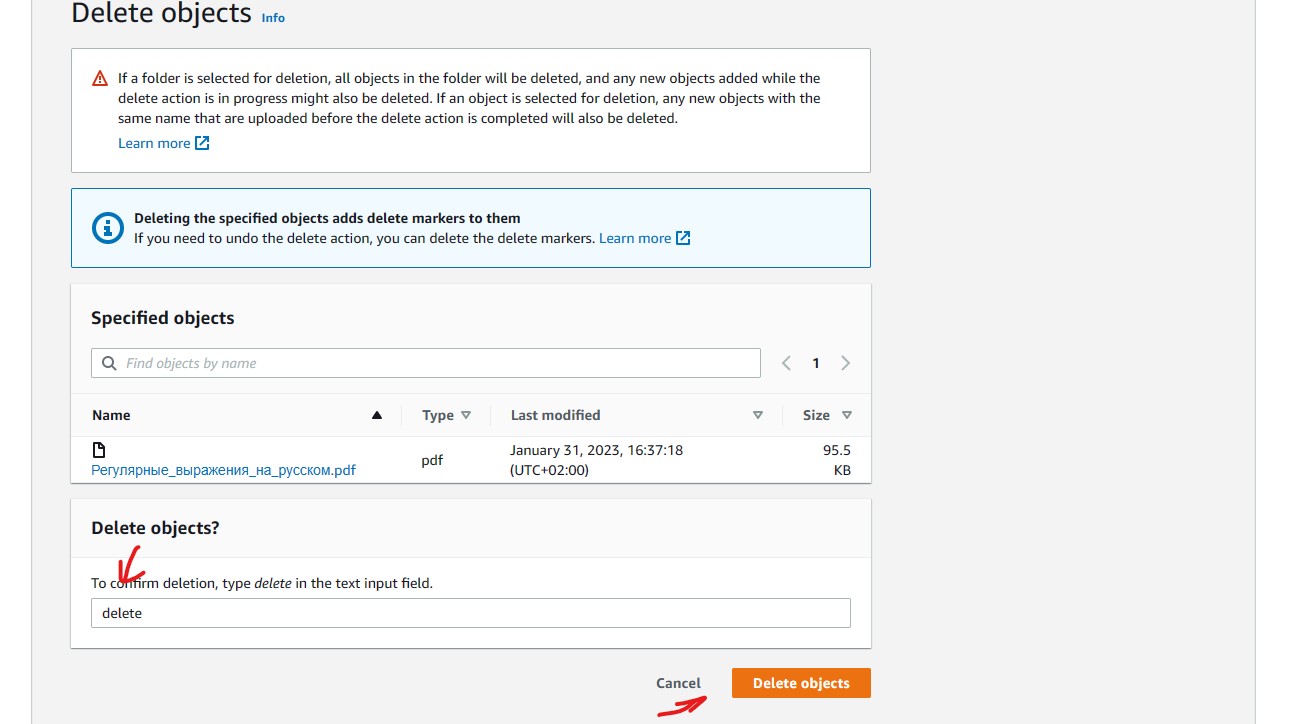 Delete objects Info
If a folder is selected for deletion, all objects in the folder will be deleted, and any new objects added while the
delete action is in progress might also be deleted. If an object is selected for deletion, any new objects with the
same name that are uploaded before the delete action is completed will also be deleted.
Learn more
Deleting the specified objects adds delete markers to them
If you need to undo the delete action, you can delete the delete markers. Learn more
Specified objects
Find objects by name
1
Name Type Last modified Size
Регулярные_выражения_на_русском.pdf
pdf
January 31, 2023, 16:37:18
(UTC+02:00)
95.5
KB
Delete objects?
To confirm deletion, type delete in the text input field.
delete
Cancel Delete objects